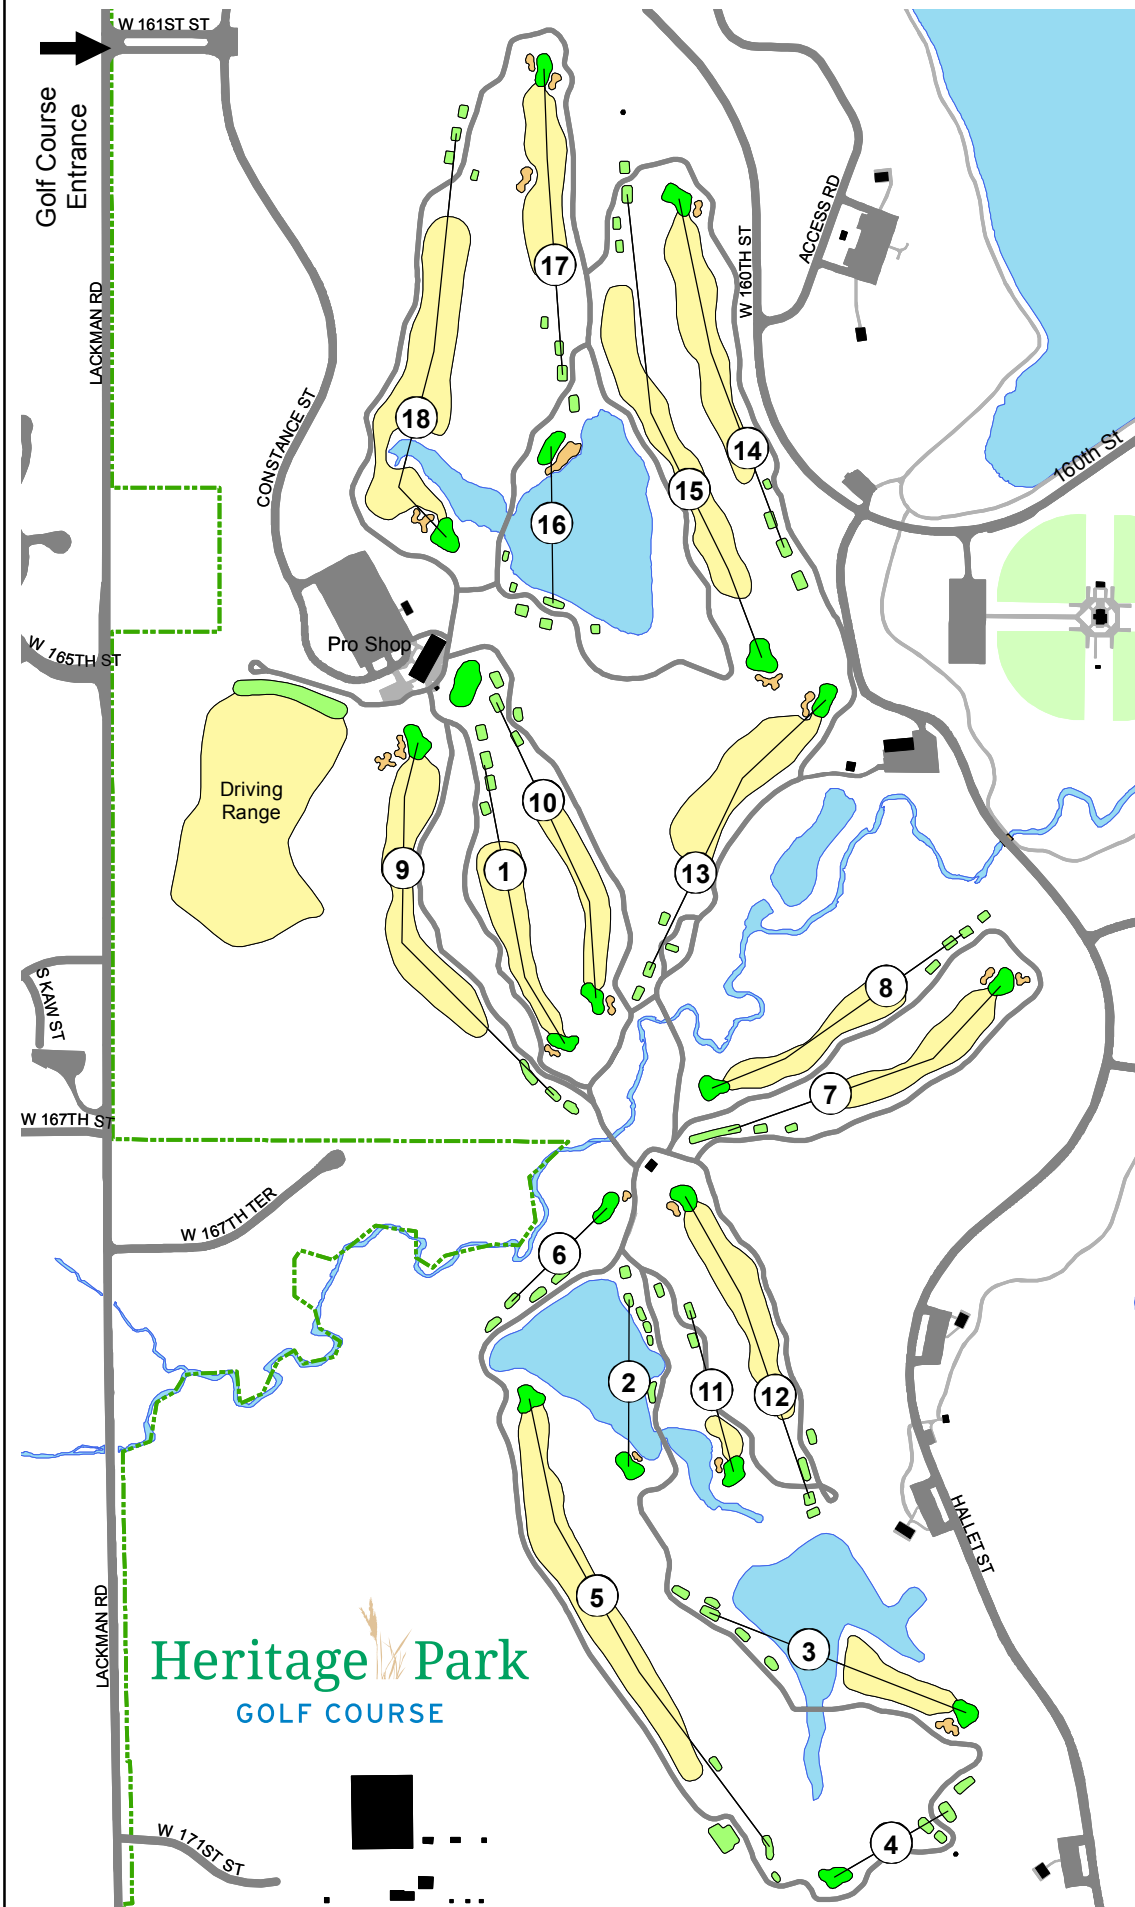 W 161ST ST
Golf Course
Entrance
LACKMAN RD
CONSTANCE ST
W 160TH ST
ACCESS RD
160th St
17
18
14
15
16
Pro Shop
W 165TH ST
Driving
Range
10
9
1
13
8
7
S KAW ST
W 167TH ST
W 167TH TER
6
2
11
12
HALLET ST
5
3
4
LACKMAN RD
Heritage Park
GOLF COURSE
W 171ST ST